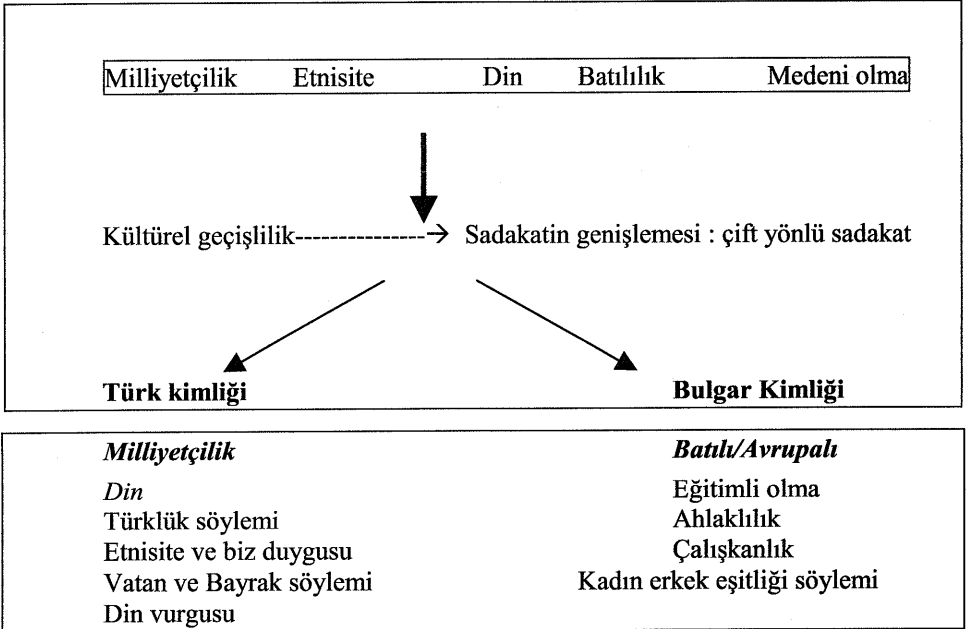 Milliyetçilik Etnisite Din Batılılık Medeni olma
Kültürel geçişlilik---------------→ Sadakatin genişlemesi : çift yönlü sadakat
Türk kimliği Bulgar Kimliği
Milliyetçilik Batılı/Avrupalı
Din Eğitimli olma
Türklük söylemi Ahlaklılık
Etnisite ve biz duygusu Çalışkanlık
Vatan ve Bayrak söylemi Kadın erkek eşitliği söylemi
Din vurgusu